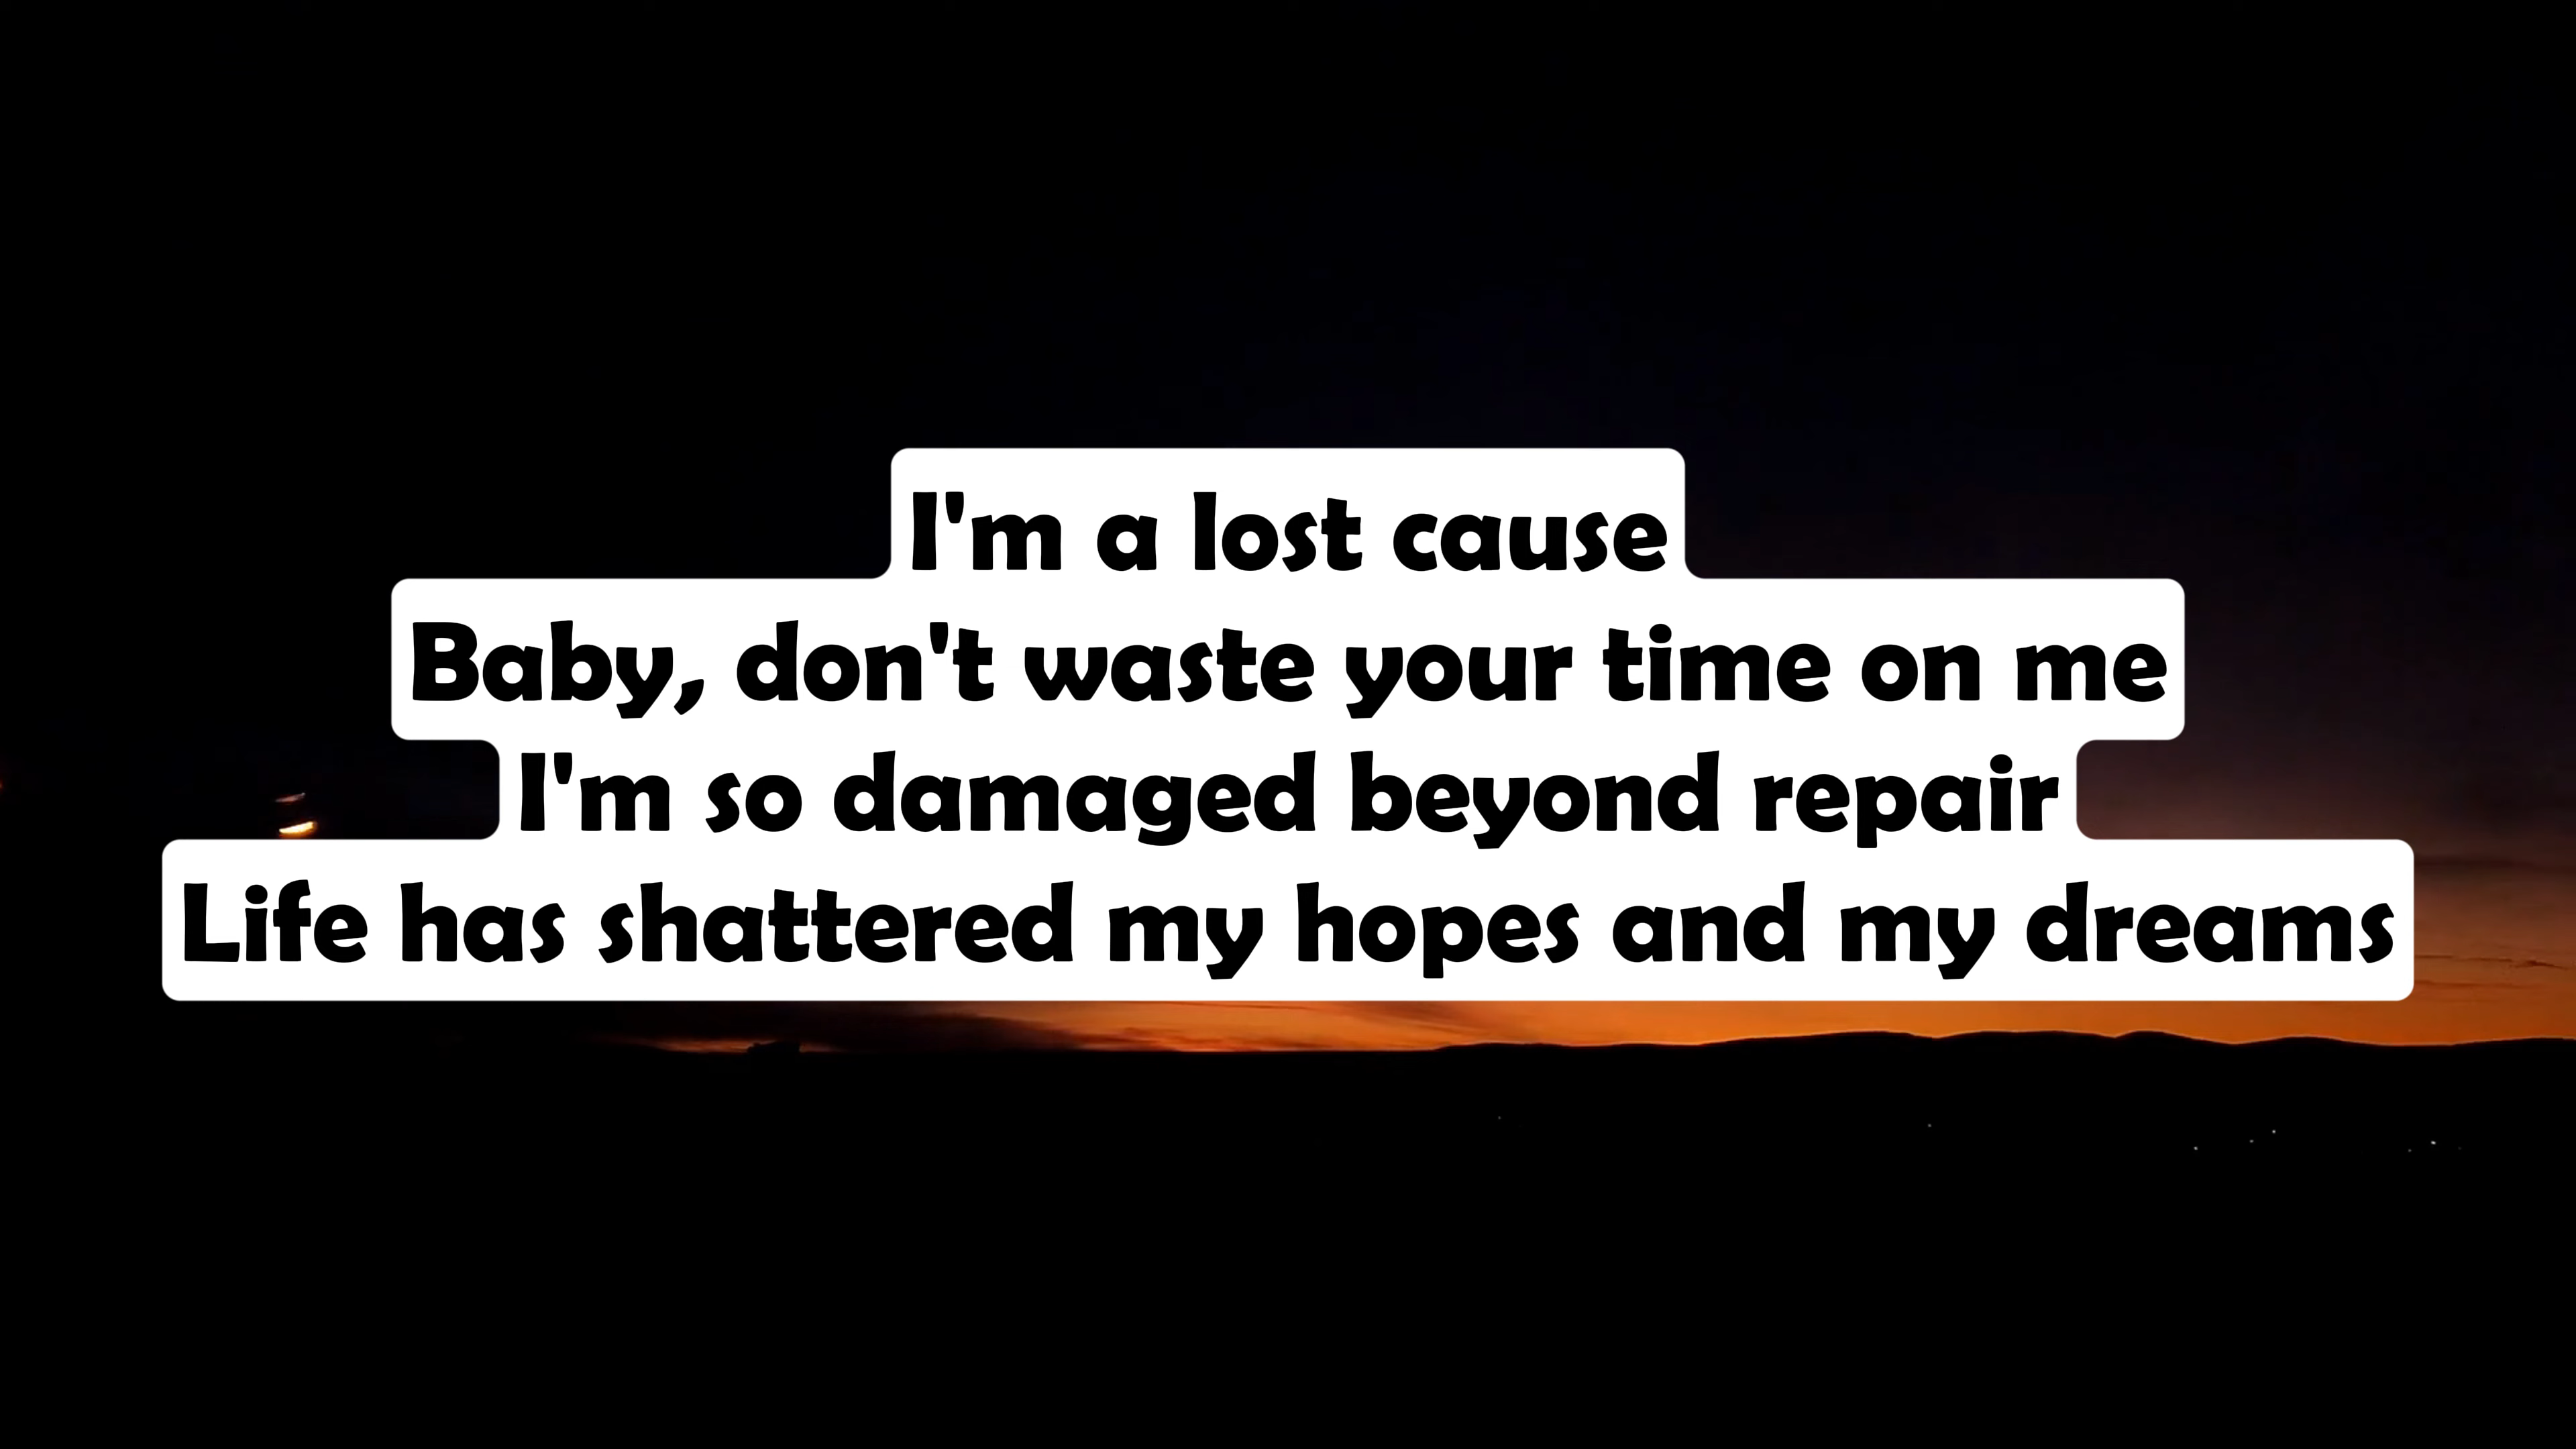 I'm a lost cause
Baby, don't waste your time on me
I'm so damaged beyond repair
Life has shattered my hopes and my dreams